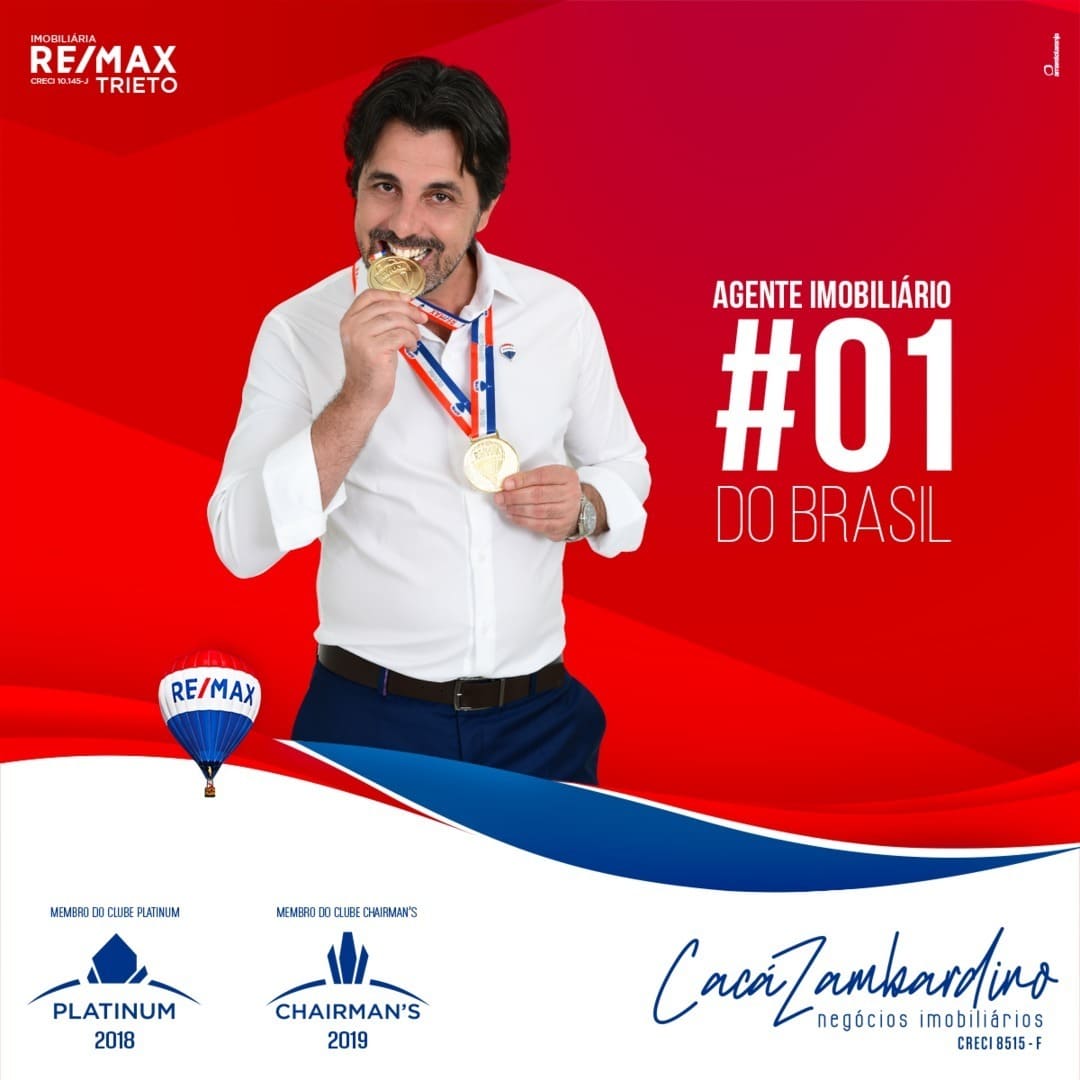 IMOBILIÁRIA
RE/MAX
CRECI 10.145-J TRIETO
AGENTE IMOBILIÁRIO
#01
DO BRASIL
RE/MAX
MEMBRO DO CLUBE PLATINUM
PLATINUM
2018
MEMBRO DO CLUBE CHAIRMAN'S
CHAIRMAN'S
2019
Cacá Zambardino
negócios imobiliários
CRECI 8515 - F